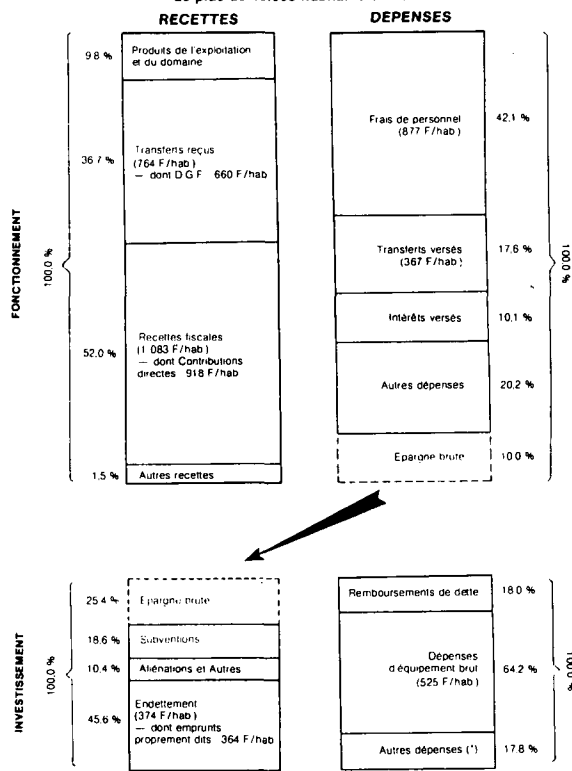 RECETTES
DEPENSES
FONCTIONNEMENT
100,0 %
9.8 %
Produits de l'exploitation
et du domaine
36.7 %
Transferts reçus
(764 F/hab)
— dont D G F 660 F/hab
52.0 %
Recettes fiscales
(1 083 F/hab)
— dont Contributions
directes 918 F/hab
1.5 %
Autres recettes
Frais de personnel
(877 F/hab)
42.1 %
Transferts versés
(367 F/hab)
17,6 %
Intérêts versés
10,1 %
Autres dépenses
20,2 %
Epargne brute
10.0 %
100.0 %
INVESTISSEMENT
100,0 %
25.4 %
Epargne brute
18.6 %
Subventions
10.4 %
Aliénations et Autres
45.6 %
Endettement
(374 F/hab)
— dont emprunts
proprement dits 364 F/hab
Remboursements de dette
18.0 %
Dépenses
d'équipement brut
(525 F/hab)
64.2 %
Autres dépenses (*)
17.8 %
100,0 %